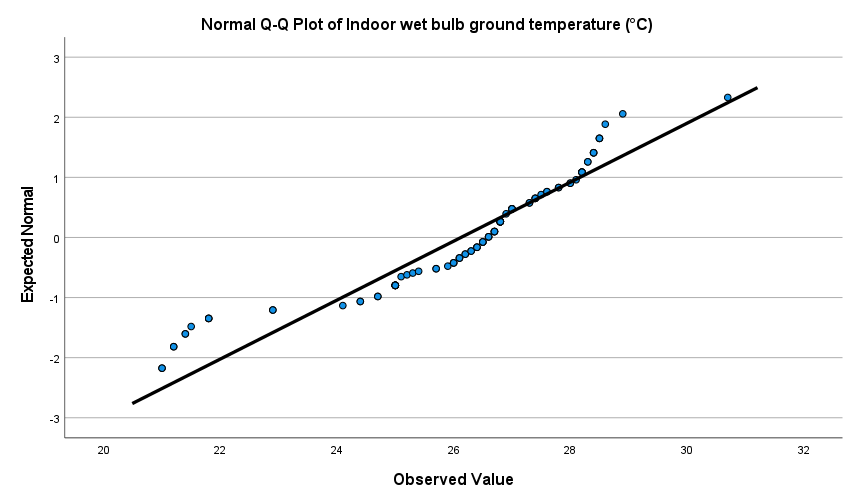 Normal Q-Q Plot of Indoor wet bulb ground temperature (°C)
3
2
1
0
-1
-2
-3
Expected Normal
20 22 24 26 28 30 32
Observed Value